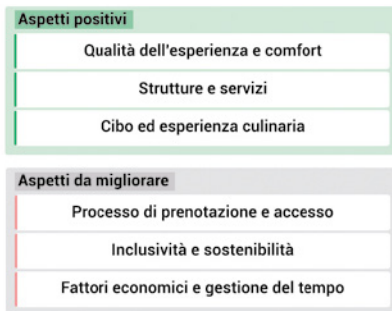 Aspetti positivi
Qualità dell'esperienza e comfort
Strutture e servizi
Cibo ed esperienza culinaria
Aspetti da migliorare
Processo di prenotazione e accesso
Inclusività e sostenibilità
Fattori economici e gestione del tempo